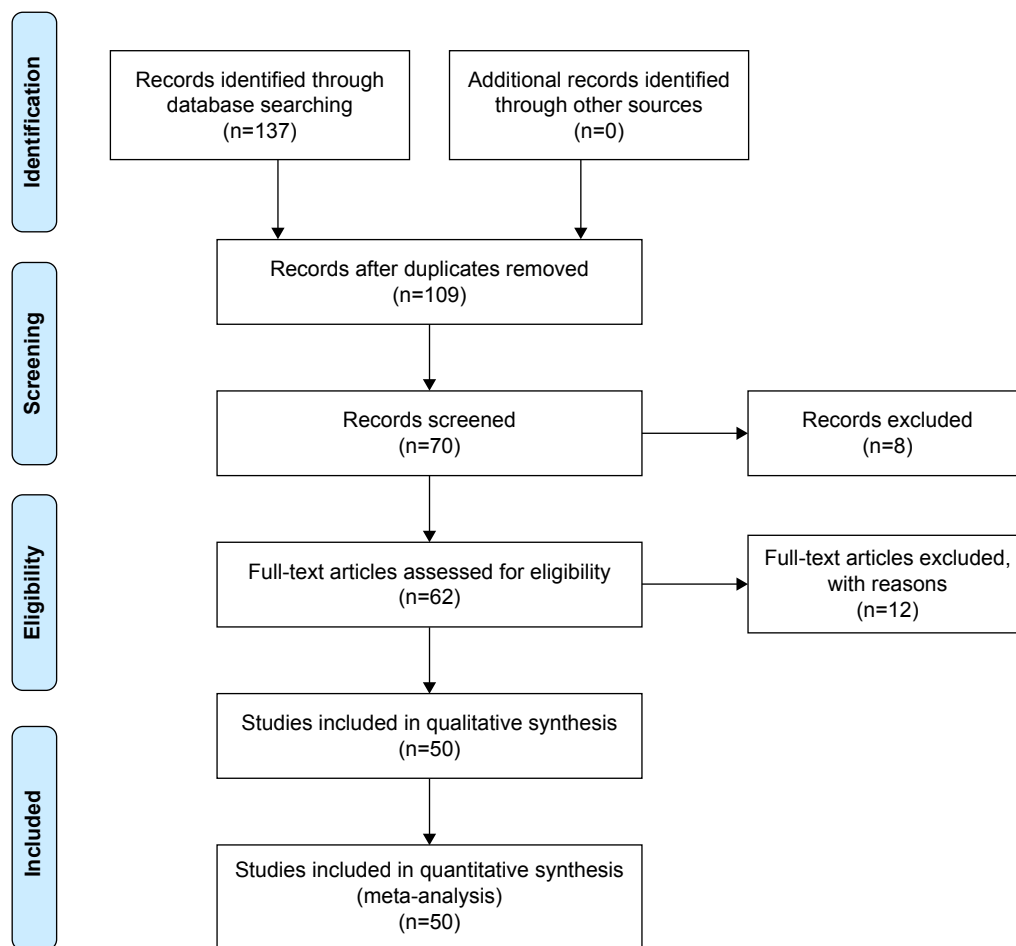 Identification
Records identified through
database searching
(n=137)
Additional records identified
through other sources
(n=0)
Records after duplicates removed
(n=109)
Screening
Records screened
(n=70)
Records excluded
(n=8)
Eligibility
Full-text articles assessed for eligibility
(n=62)
Full-text articles excluded,
with reasons
(n=12)
Studies included in qualitative synthesis
(n=50)
Included
Studies included in quantitative synthesis
(meta-analysis)
(n=50)